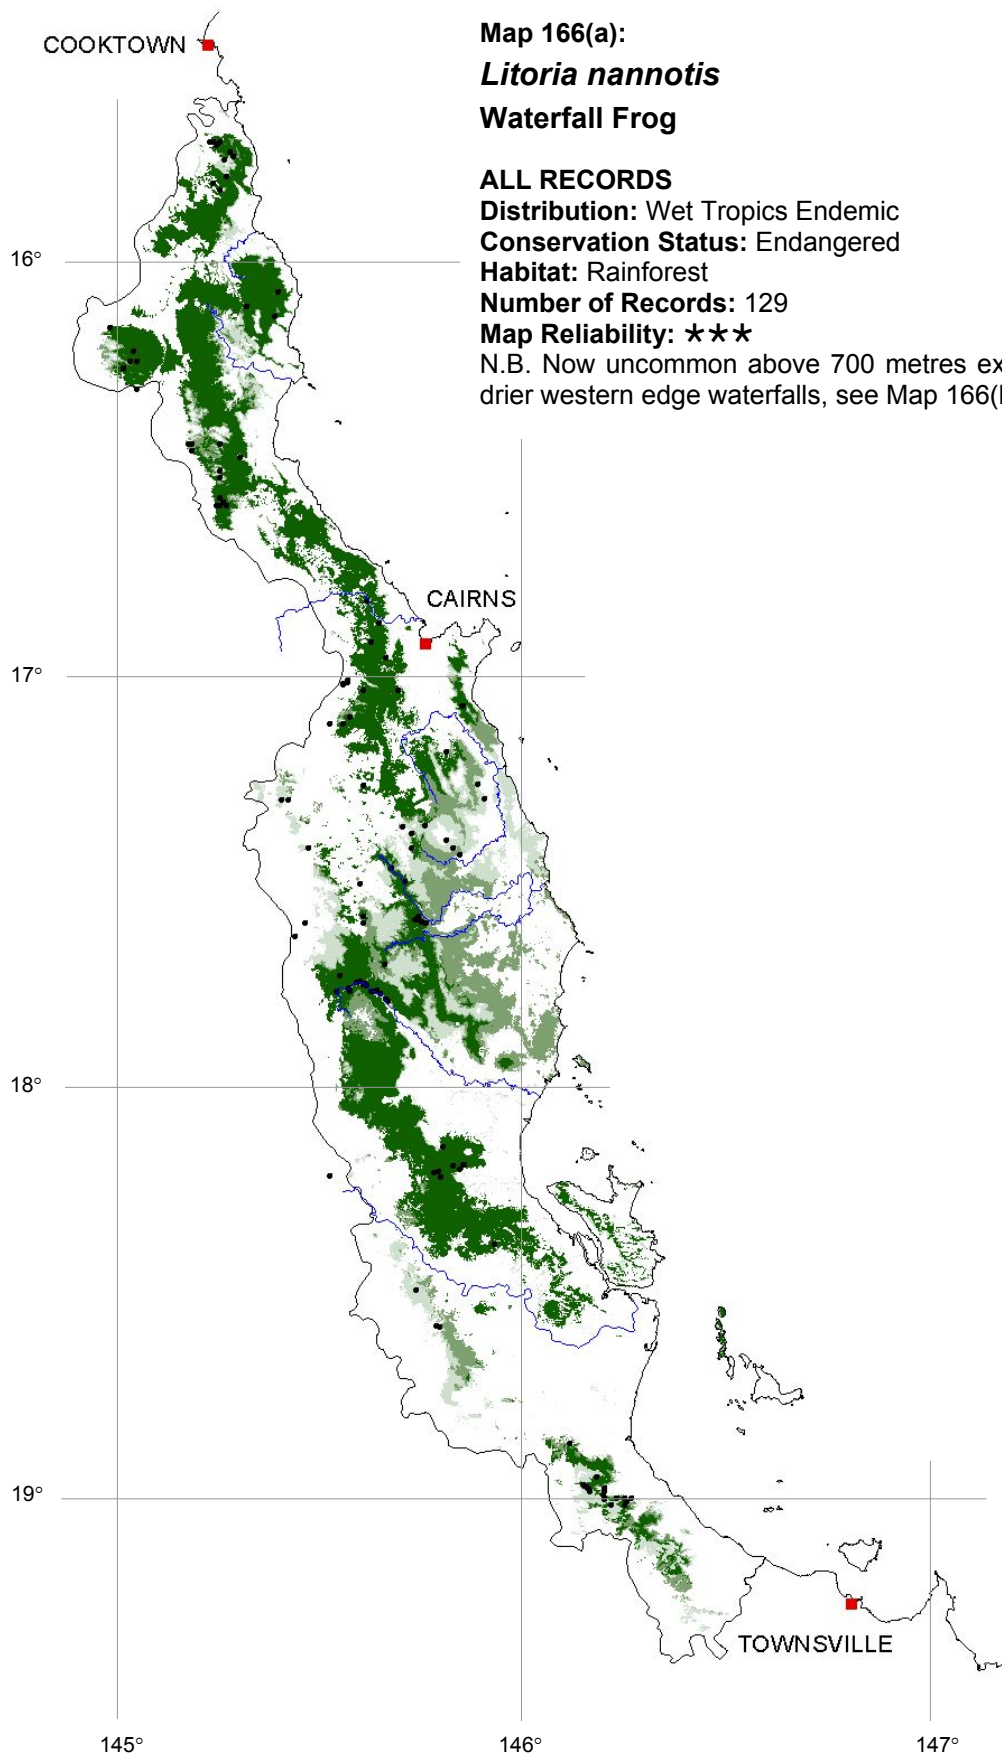 Map 166(a):
COOKTOWN
Litoria nannotis
Waterfall Frog
ALL RECORDS
Distribution: Wet Tropics Endemic
Conservation Status: Endangered
Habitat: Rainforest
Number of Records: 129
Map Reliability: ★★★
N.B. Now uncommon above 700 metres ex
drier western edge waterfalls, see Map 166(
16°
CAIRNS
17°
18°
19°
TOWNSVILLE
145°
146°
147°